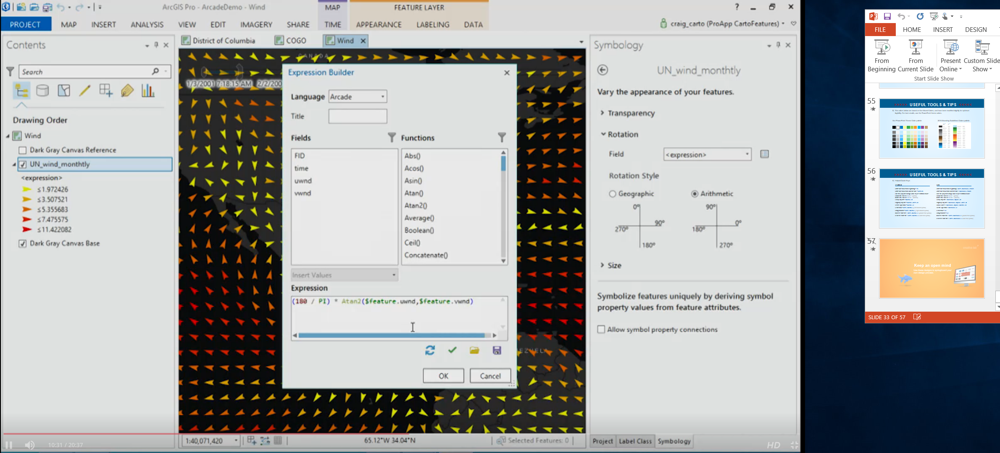 ArcGIS Pro - ArcadeDemo - Wind
MAP
FEATURE LAYER
?
PROJECT
MAP
INSERT
ANALYSIS
VIEW
EDIT
IMAGERY
SHARE
TIME
APPEARANCE
LABELING
DATA
craig_carto (ProApp CartoFeatures)
Contents
Search
Drawing Order
Wind
Dark Gray Canvas Reference
UN_wind_monthtly
<expression>
≤1.972426
≤3.507521
≤5.355683
≤7.475575
≤11.422082
Dark Gray Canvas Base
District of Columbia
COGO
Wind
CANADA
1/3/2001 7:18:15 AM 2/2/200
Expression Builder
Language
Arcade
Title
Fields
Functions
FID
time
uwnd
vwnd
Abs()
Acos()
Asin()
Atan()
Atan2()
Average()
Boolean()
Ceil()
Concatenate()
Insert Values
Expression
(180 / PI) * Atan2($feature.uwnd,$feature.vwnd)
OK
Cancel
EZUEL
1:40,071,420
65.12°W 34.04°N
Selected Features: 0
10:31 / 20:37
HD
Symbology
UN_wind_monthtly
Vary the appearance of your features.
Transparency
Rotation
Field
<expression>
Rotation Style
Geographic
Arithmetic
0°
90°
270°
180°
90°
0°
180°
270°
Size
Symbolize features uniquely by deriving symbol
property values from feature attributes.
Allow symbol property connections
Project
Label Class
Symbology
FILE
HOME
INSERT
DESIGN
From
Beginning
From
Current Slide
Present
Online
Custom Slide
Show
Start Slide Show
55
USEFUL TOOLS & TIPS
56
USEFUL TOOLS & TIPS
57
Keep an open mind
SLIDE 33 OF 57